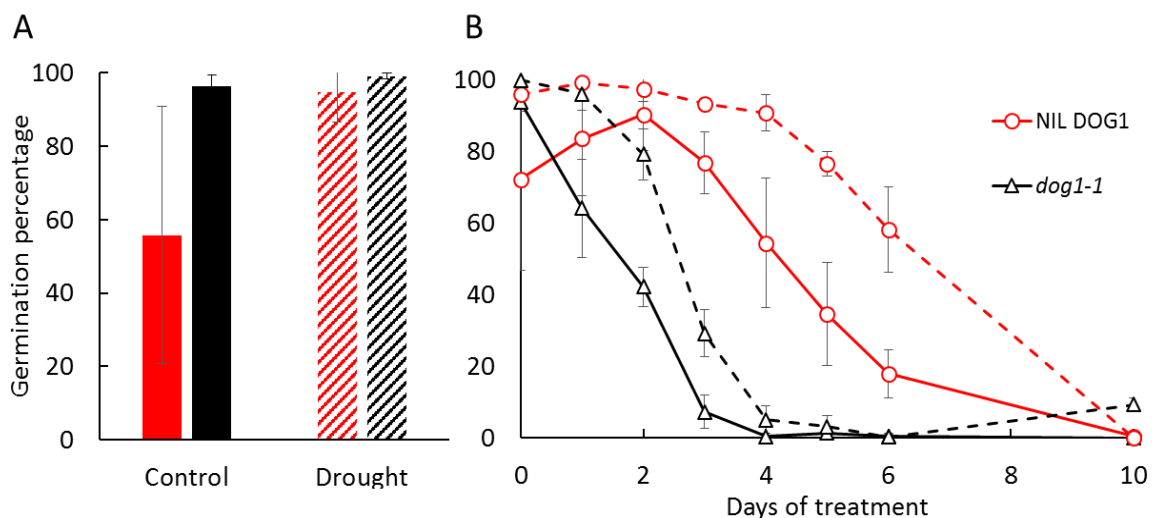 A
Germination percentage
100
80
60
40
20
0
Control
Drought
B
100
80
60
40
20
0
0
2
4
6
8
10
Days of treatment
NIL DOG1
dog1-1